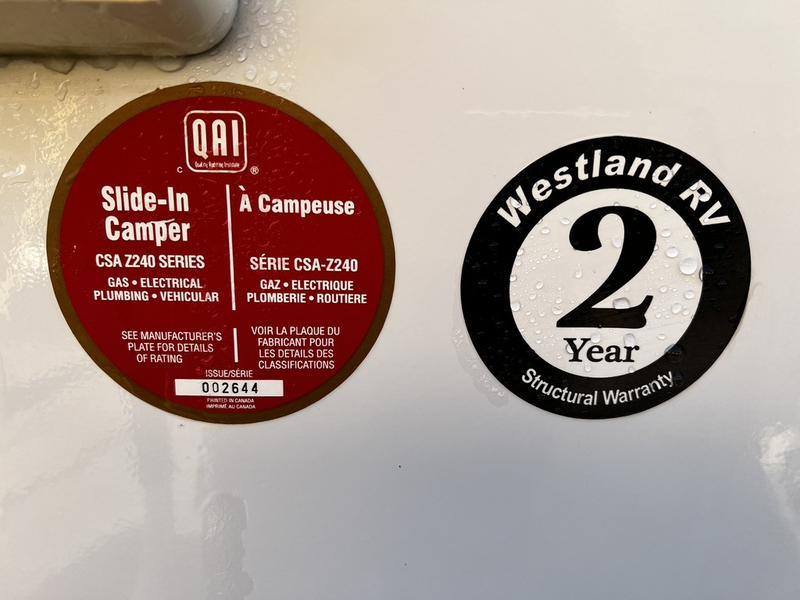 QAI
C ®
Slide-In
Camper
CSA Z240 SERIES
GAS • ELECTRICAL
PLUMBING • VEHICULAR
SEE MANUFACTURER'S
PLATE FOR DETAILS
OF RATING
À Campeuse
SÉRIE CSA-Z240
GAZ • ELECTRIQUE
PLOMBERIE • ROUTIERE
VOIR LA PLAQUE DU
FABRICANT POUR
LES DETAILS DES
CLASSIFICATIONS
ISSUE/SÉRIE
002644
PRINTED IN CANADA
IMPRIMÉ AU CANADA
Westland RV
2
Year
Structural Warranty